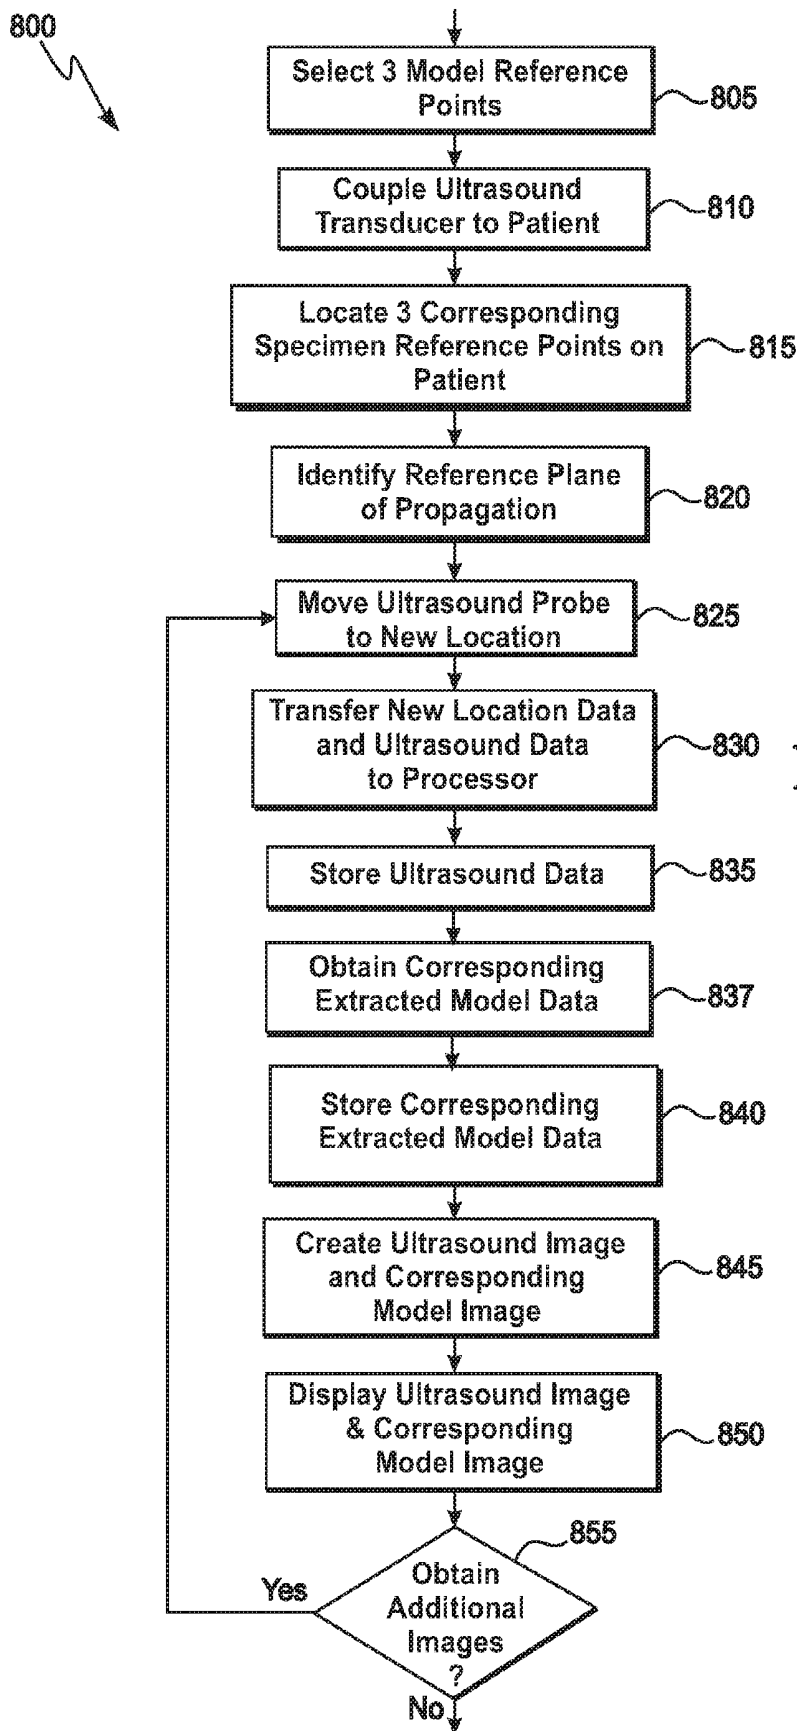 800
Select 3 Model Reference
Points
805
Couple Ultrasound
Transducer to Patient
810
Locate 3 Corresponding
Specimen Reference Points on
Patient
815
Identify Reference Plane
of Propagation
820
Move Ultrasound Probe
to New Location
825
Transfer New Location Data
and Ultrasound Data
to Processor
830
Store Ultrasound Data
835
Obtain Corresponding
Extracted Model Data
837
Store Corresponding
Extracted Model Data
840
Create Ultrasound Image
and Corresponding
Model Image
845
Display Ultrasound Image
& Corresponding
Model Image
850
855
Yes
Obtain
Additional
Images
?
No